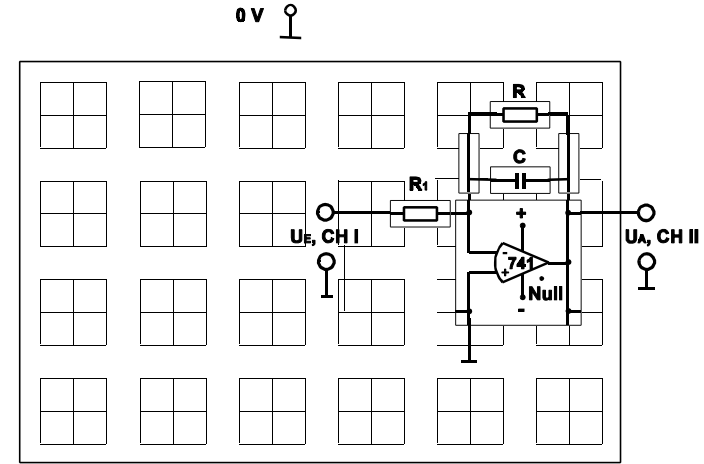 0 V
R
C
R1
+
UE, CH I
UA, CH II
-
741
+
Null
-